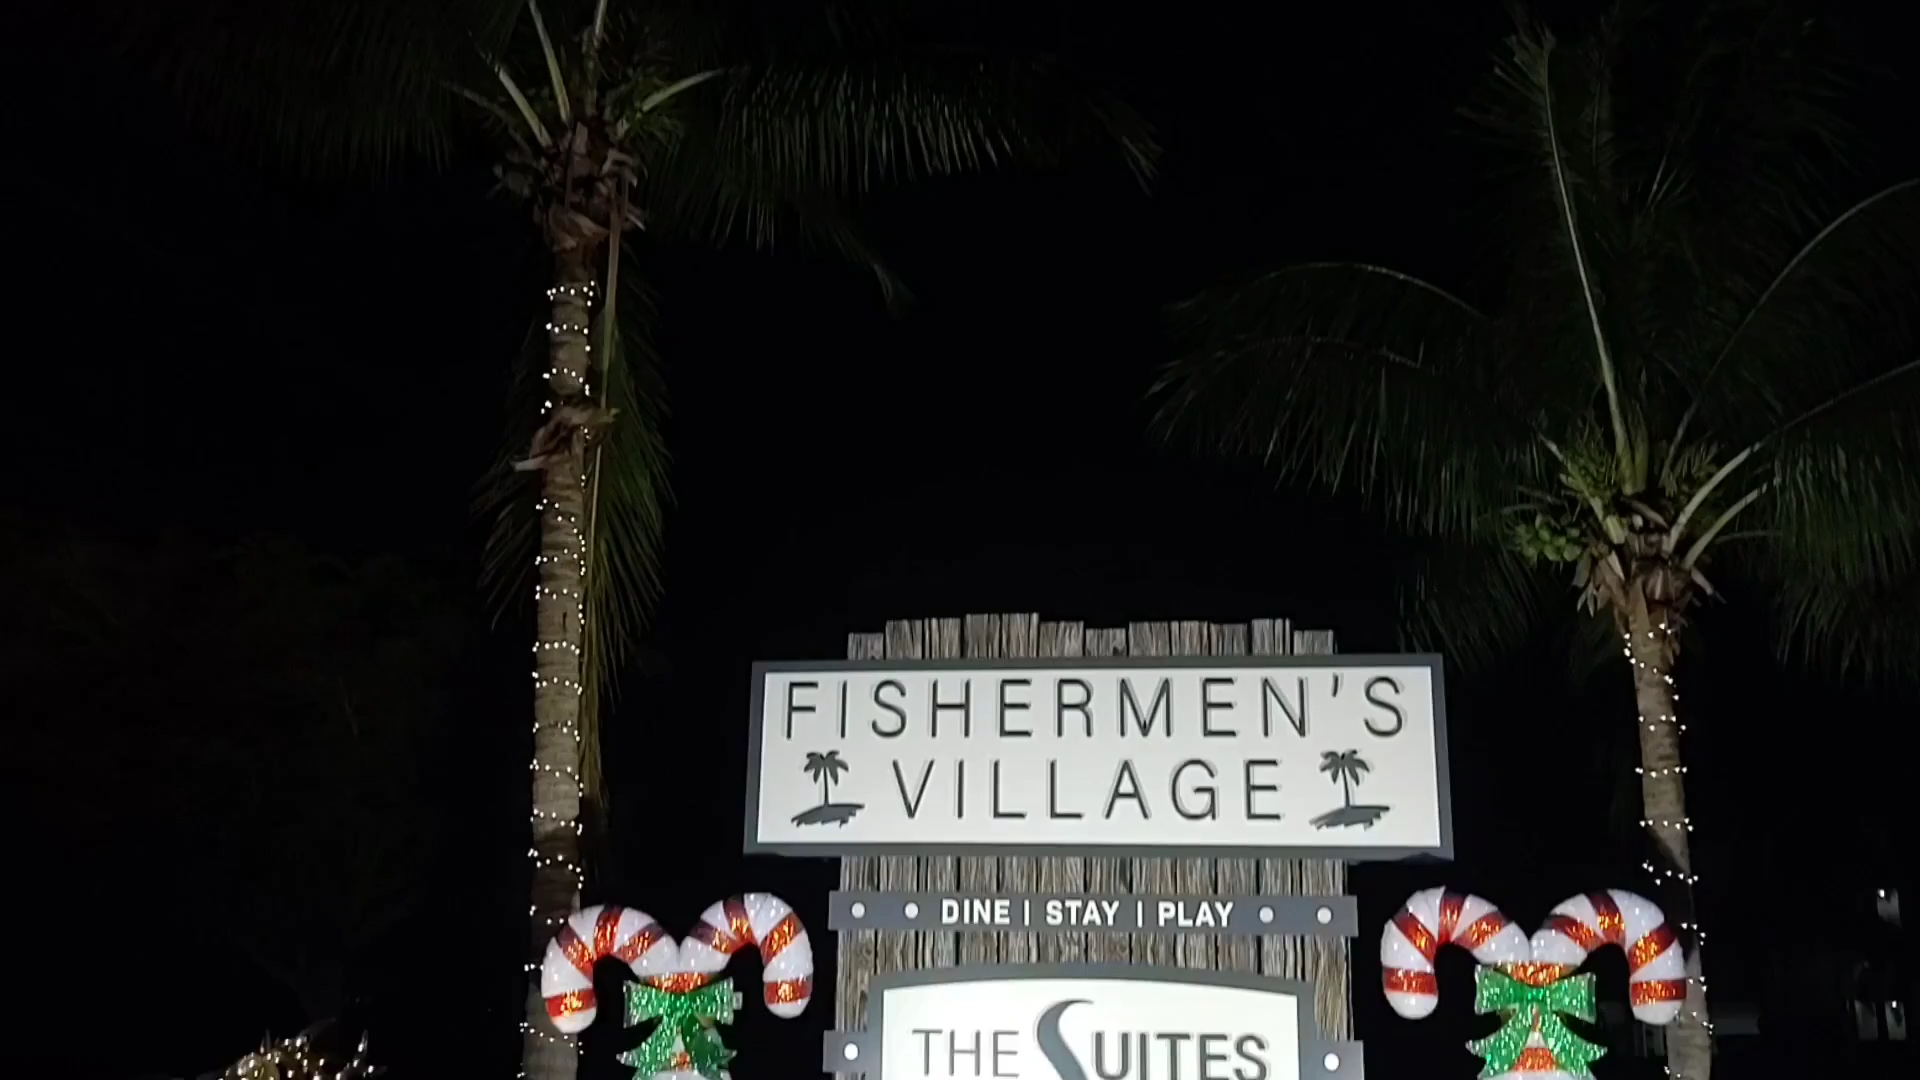 FISHERMEN'S
VILLAGE
DINE | STAY | PLAY
THE SUITES